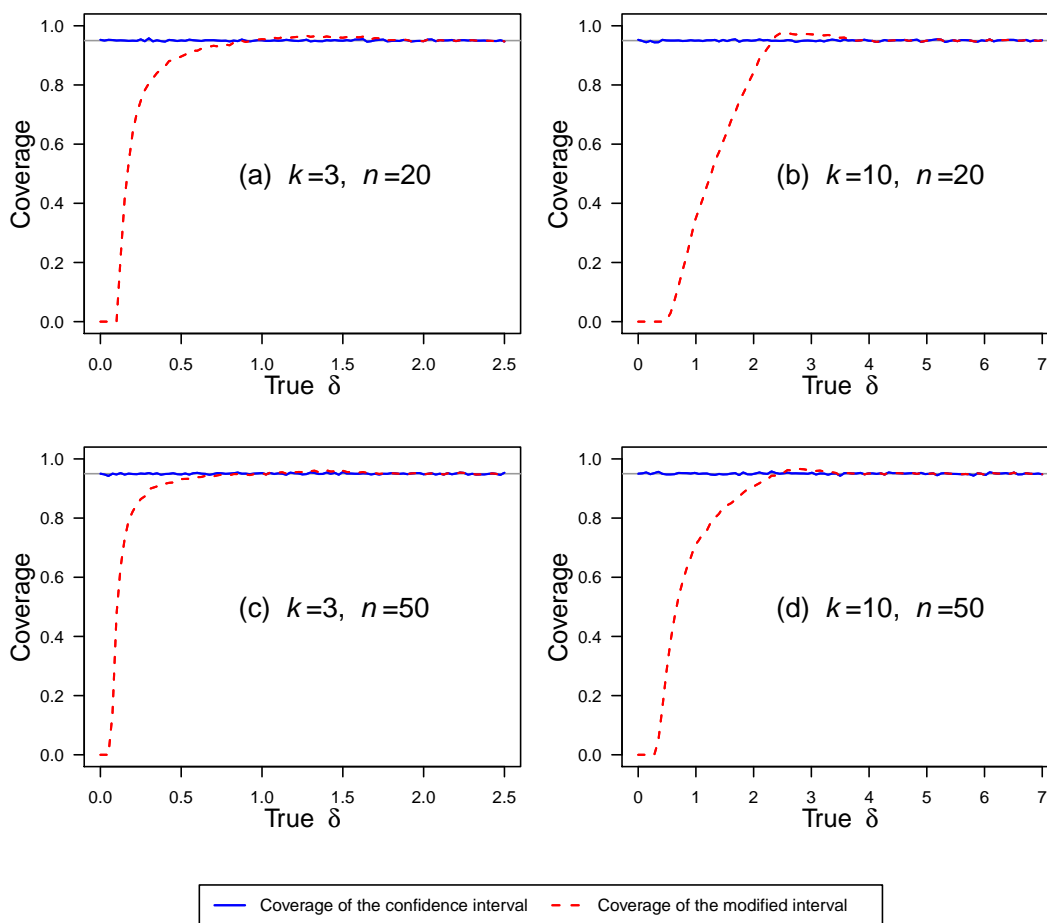 1.0
0.8
0.6
0.4
0.2
0.0
Coverage
(a) k=3, n=20
0.0 0.5 1.0 1.5 2.0 2.5
True δ
1.0
0.8
0.6
0.4
0.2
0.0
Coverage
(b) k=10, n=20
0 1 2 3 4 5 6 7
True δ
1.0
0.8
0.6
0.4
0.2
0.0
Coverage
(c) k=3, n=50
0.0 0.5 1.0 1.5 2.0 2.5
True δ
1.0
0.8
0.6
0.4
0.2
0.0
Coverage
(d) k=10, n=50
0 1 2 3 4 5 6 7
True δ
Coverage of the confidence interval Coverage of the modified interval